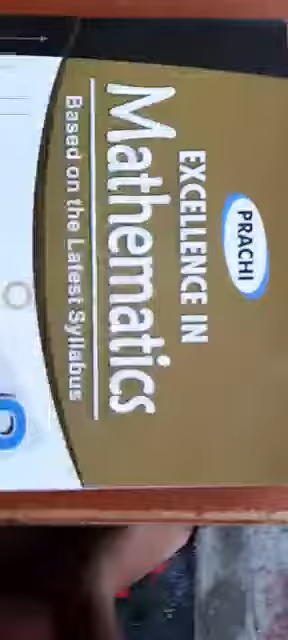 PRACHI
EXCELLENCE IN
Mathematics
Based on the Latest Syllabus